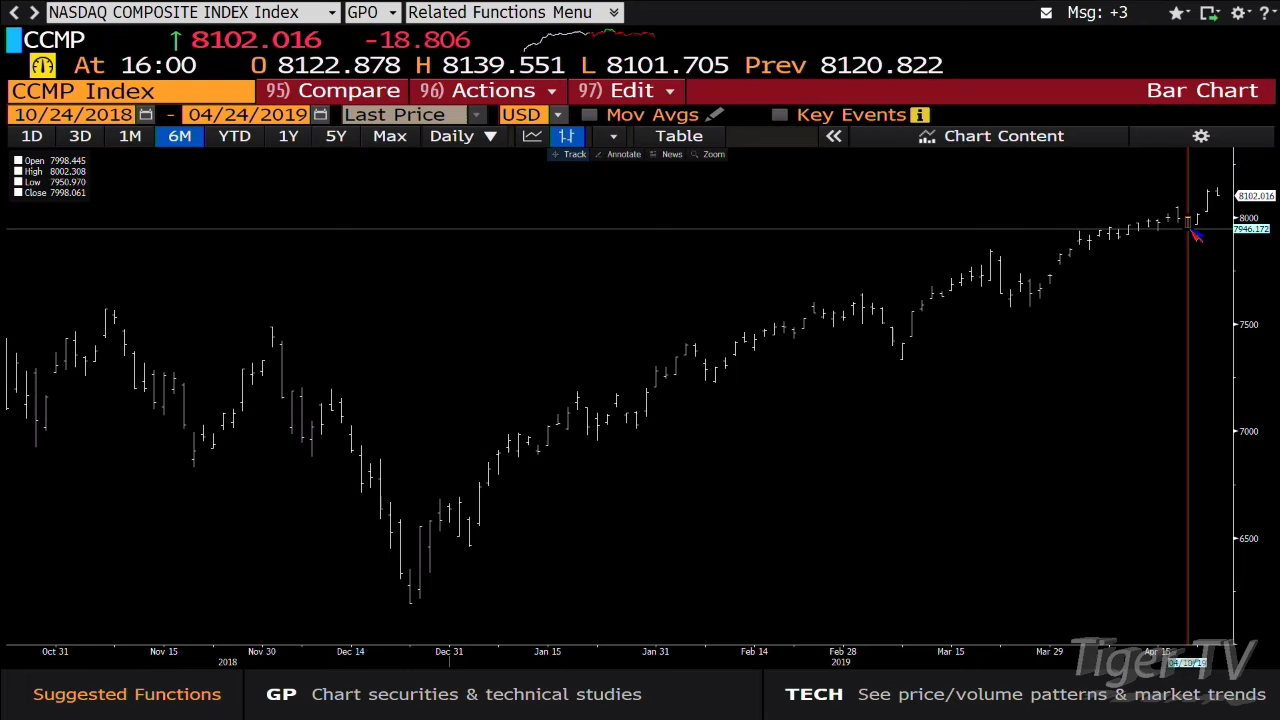 NASDAQ COMPOSITE INDEX Index GPO Related Functions Menu Msg: +3 ?
CCMP ↑ 8102.016 -18.806
At 16:00 O 8122.878 H 8139.551 L 8101.705 Prev 8120.822
CCMP Index 95) Compare 96) Actions 97) Edit Bar Chart
10/24/2018 - 04/24/2019 Last Price USD Mov Avgs Key Events i
1D 3D 1M 6M YTD 1Y 5Y Max Daily ▼ Table « Chart Content
+ Track Annotate News Zoom
Open 7998.445
High 8002.308
Low 7950.970
Close 7998.061
8102.016
8000
7946.172
7500
7000
6500
Oct 31 Nov 15 Nov 30 Dec 14 Dec 31 Jan 15 Jan 31 Feb 14 Feb 28 Mar 15 Mar 29 Apr 15
2018 2019
Tiger TV
Suggested Functions GP Chart securities & technical studies TECH See price/volume patterns & market trends